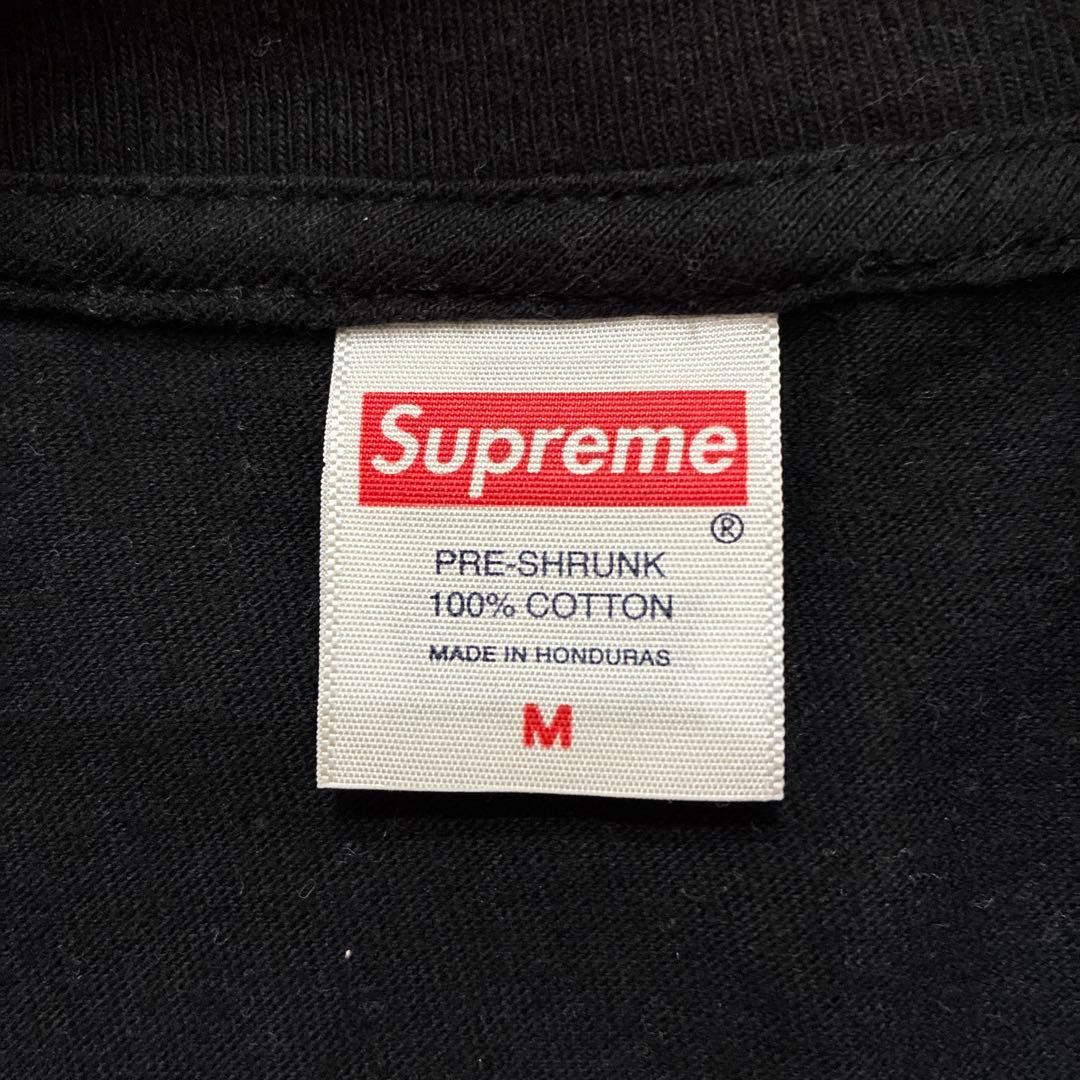 Supreme
®
PRE-SHRUNK
100% COTTON
MADE IN HONDURAS
M